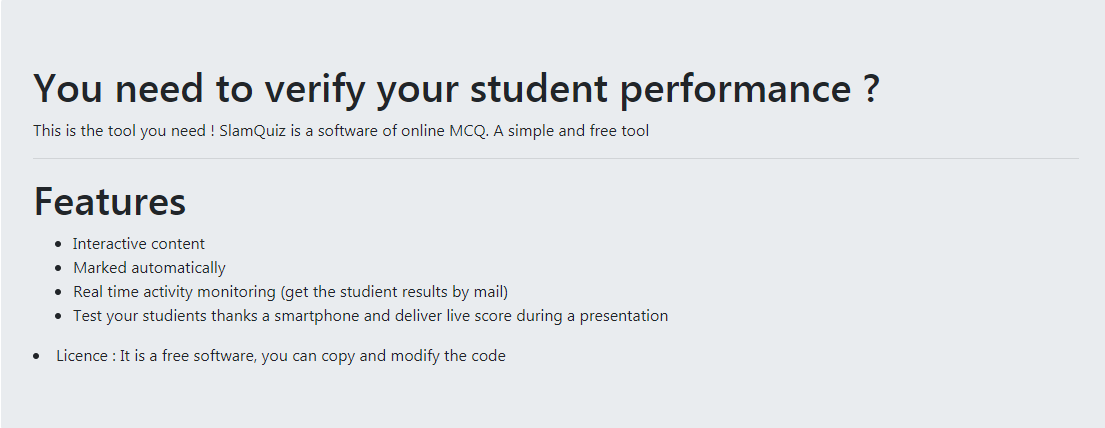 You need to verify your student performance ?
This is the tool you need ! SlamQuiz is a software of online MCQ. A simple and free tool
Features
• Interactive content
• Marked automatically
• Real time activity monitoring (get the studient results by mail)
• Test your studients thanks a smartphone and deliver live score during a presentation
• Licence : It is a free software, you can copy and modify the code